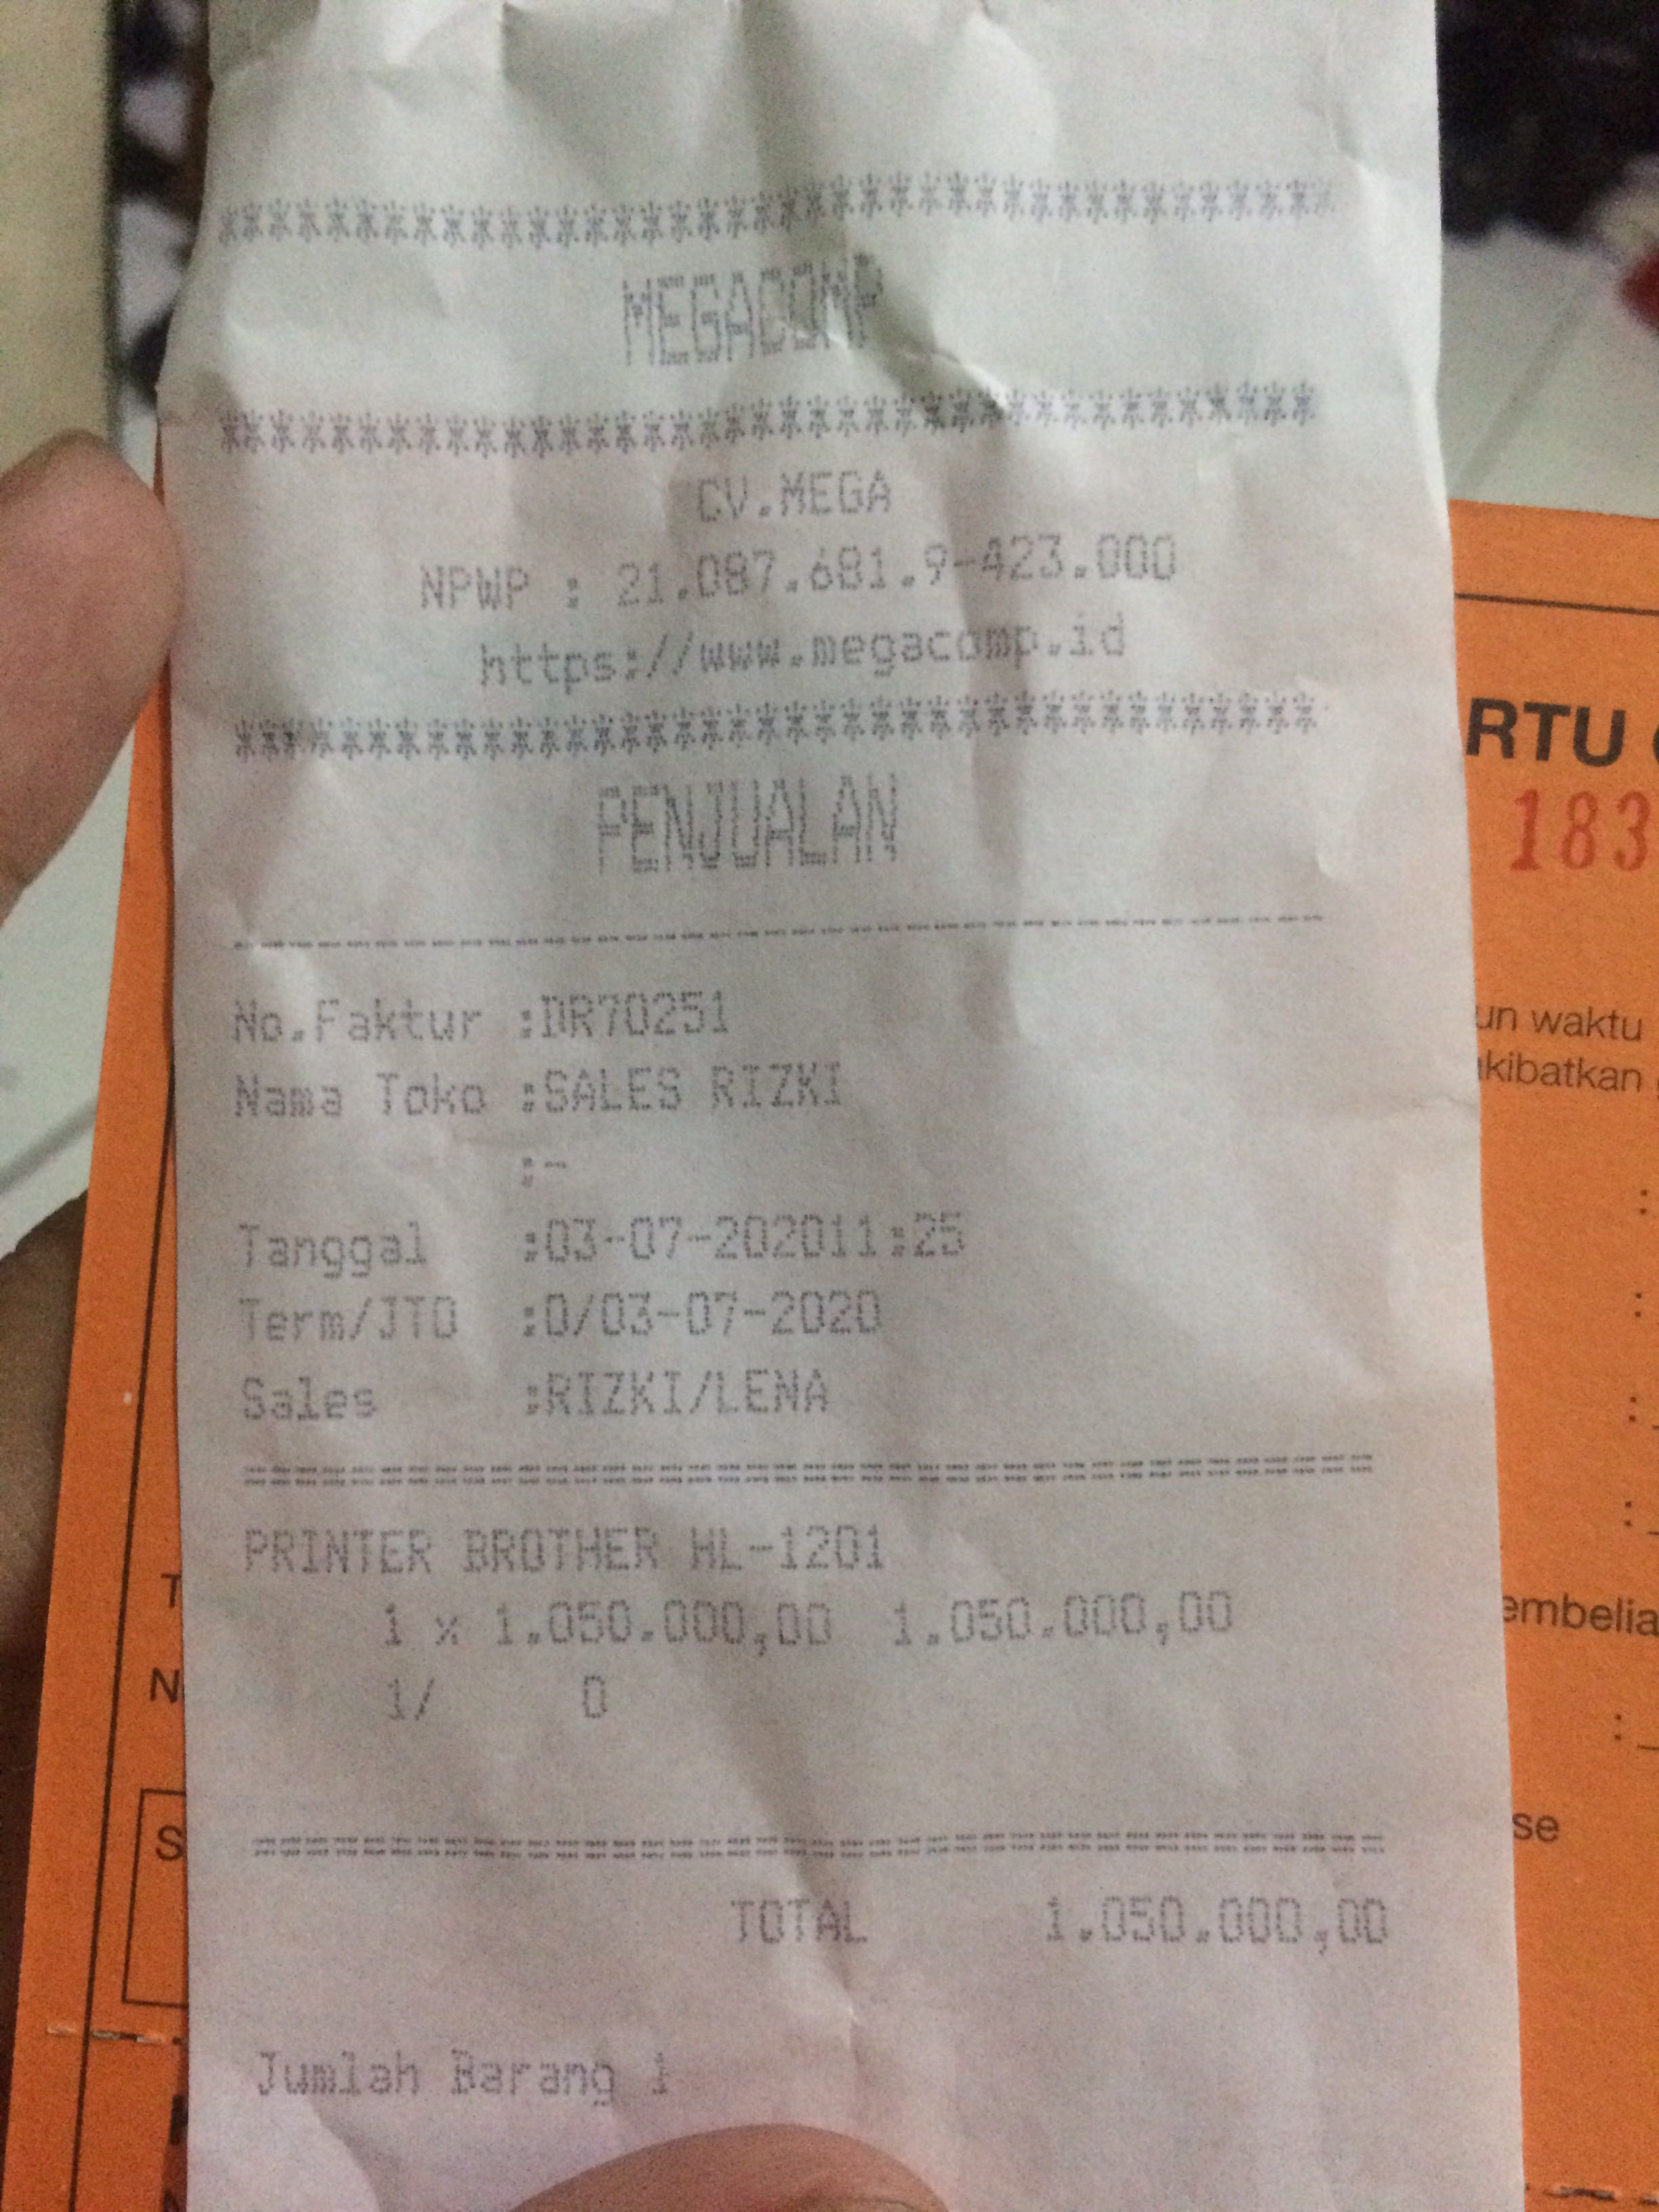 ********************************
MEGACOMP
********************************
CV.MEGA
NPWP : 21.087.681.9-423.000
https://www.megacomp.id
********************************
PENJUALAN
----------------------------------------
No.Faktur :DR70251
Nama Toko :SALES RIZKI
:-
Tanggal :03-07-202011:25
Term/JTO :0/03-07-2020
Sales :RIZKI/LENA
========================================
PRINTER BROTHER HL-1201
1 x 1.050.000,00 1.050.000,00
1/ 0
========================================
TOTAL 1.050.000,00
Jumlah Barang 1
RTU
183
un waktu
kibatkan
:
:
:
:
embelia
:
se
T
N
S